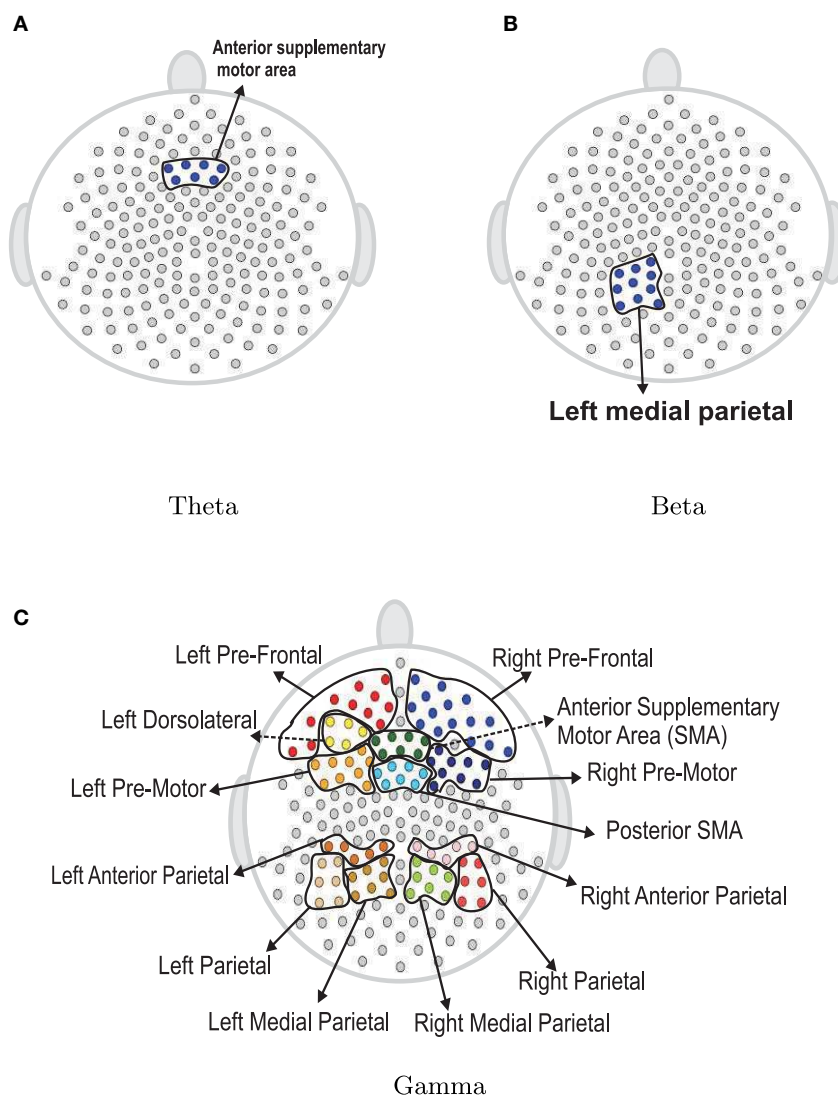 A
B
Anterior supplementary
motor area
Left medial parietal
Theta
Beta
C
Left Pre-Frontal
Right Pre-Frontal
Left Dorsolateral
Anterior Supplementary
Motor Area (SMA)
Left Pre-Motor
Right Pre-Motor
Posterior SMA
Left Anterior Parietal
Right Anterior Parietal
Left Parietal
Right Parietal
Left Medial Parietal
Right Medial Parietal
Gamma